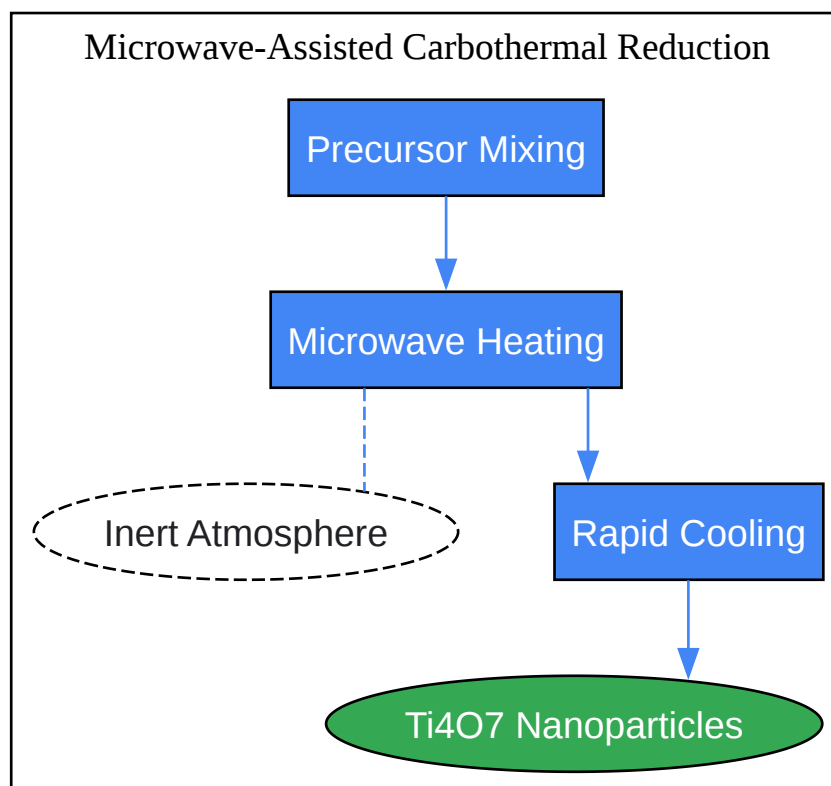 Microwave-Assisted Carbothermal Reduction
Precursor Mixing
Microwave Heating
Inert Atmosphere
Rapid Cooling
Ti4O7 Nanoparticles